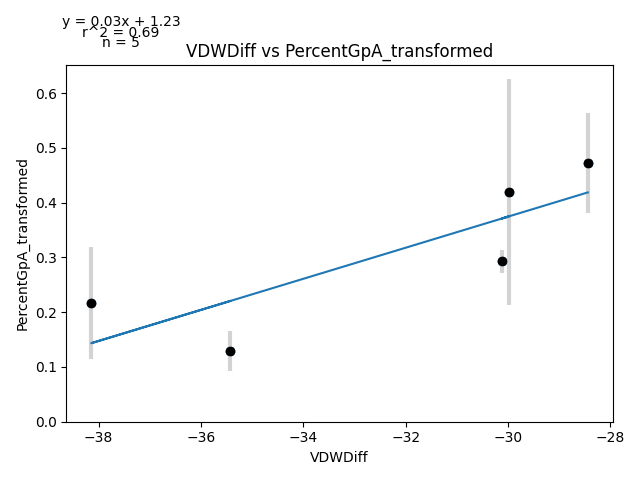 y = 0.03x + 1.23
r^2 = 0.69
n = 5
VDWDiff vs PercentGpA_transformed
0.6
0.5
0.4
0.3
0.2
0.1
0.0
PercentGpA_transformed
−38 −36 −34 −32 −30 −28
VDWDiff